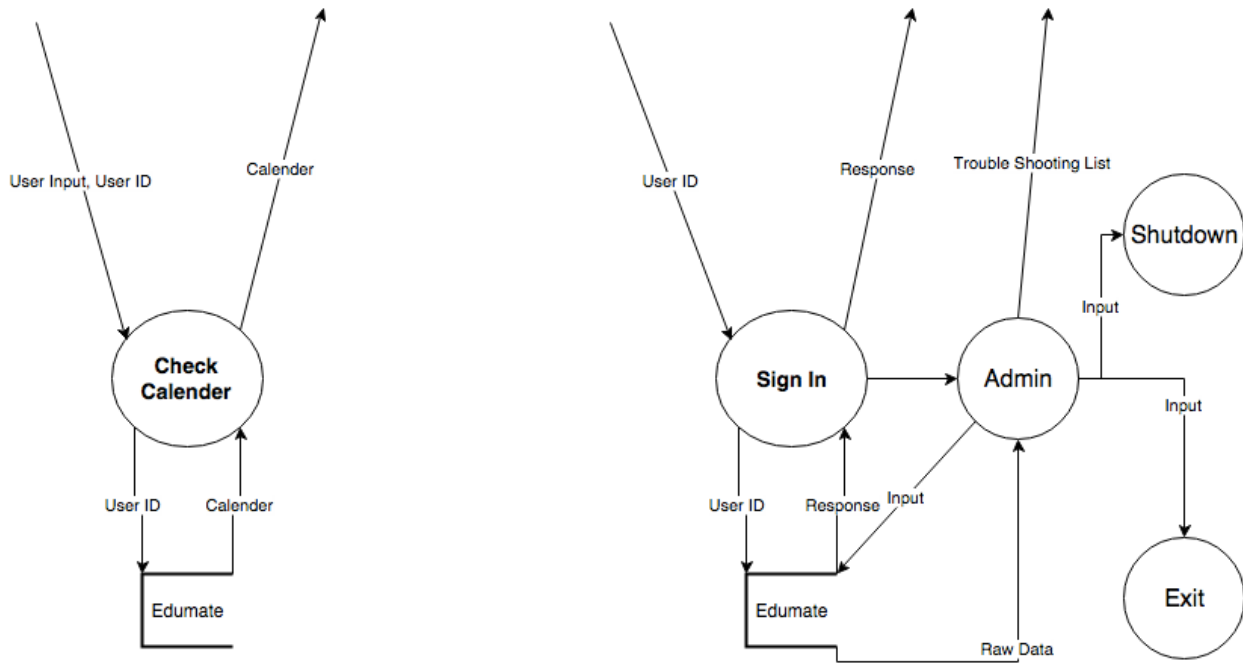 User Input, User ID
Calender
User ID
Response
Trouble Shooting List
Shutdown
Input
Check
Calender
Sign In
Admin
Input
User ID
Calender
User ID
Response
Input
Edumate
Edumate
Exit
Raw Data